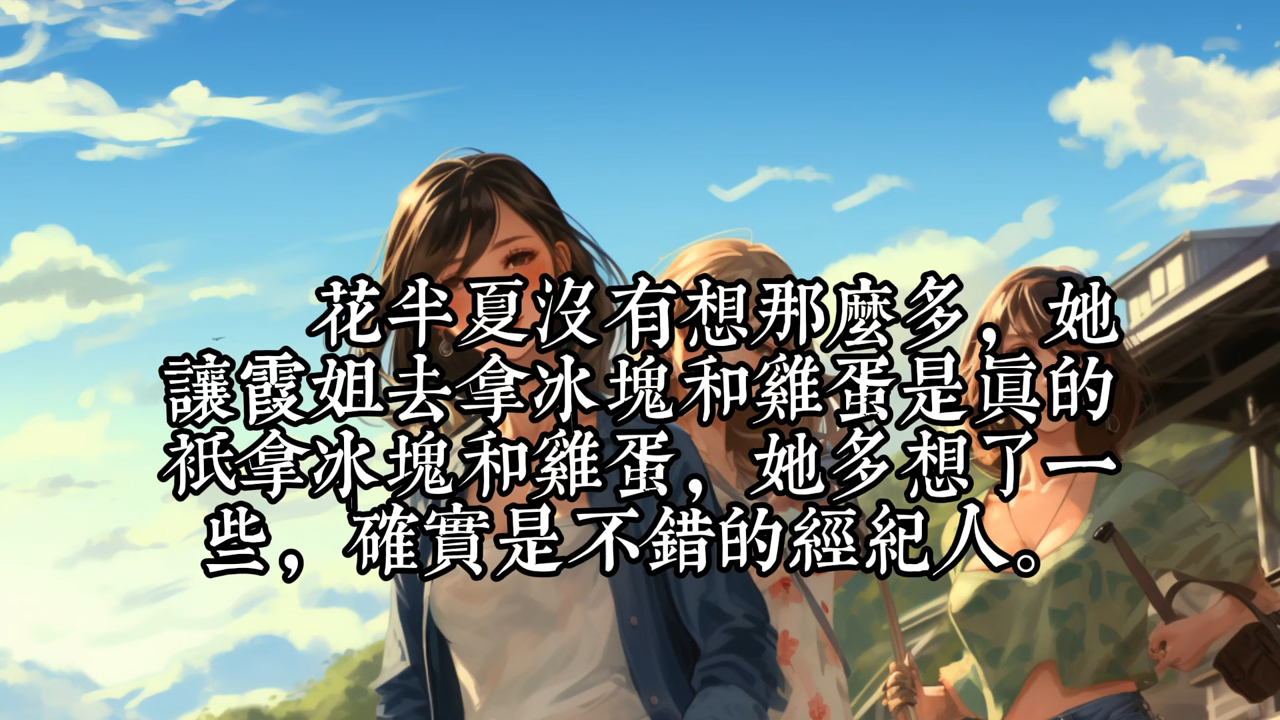 花半夏沒有想那麼多，她
讓霞姐去拿冰塊和雞蛋是眞的
祇拿冰塊和雞蛋，她多想了一
些，確實是不錯的經紀人。